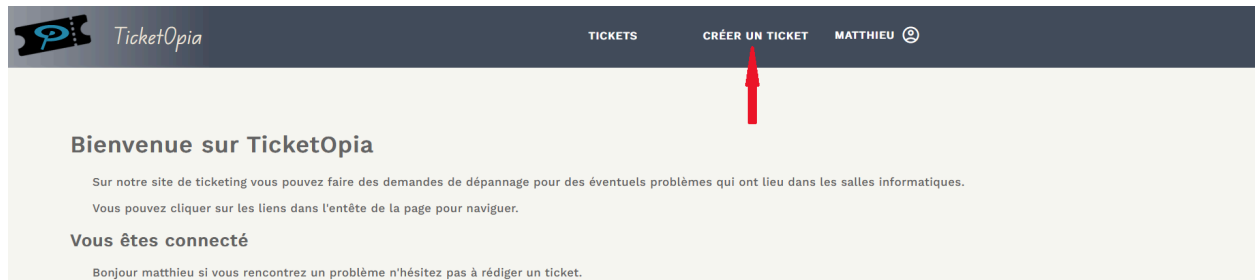 TicketOpia
TICKETS CRÉER UN TICKET MATTHIEU
Bienvenue sur TicketOpia
Sur notre site de ticketing vous pouvez faire des demandes de dépannage pour des éventuels problèmes qui ont lieu dans les salles informatiques.
Vous pouvez cliquer sur les liens dans l'entête de la page pour naviguer.
Vous êtes connecté
Bonjour matthieu si vous rencontrez un problème n'hésitez pas à rédiger un ticket.